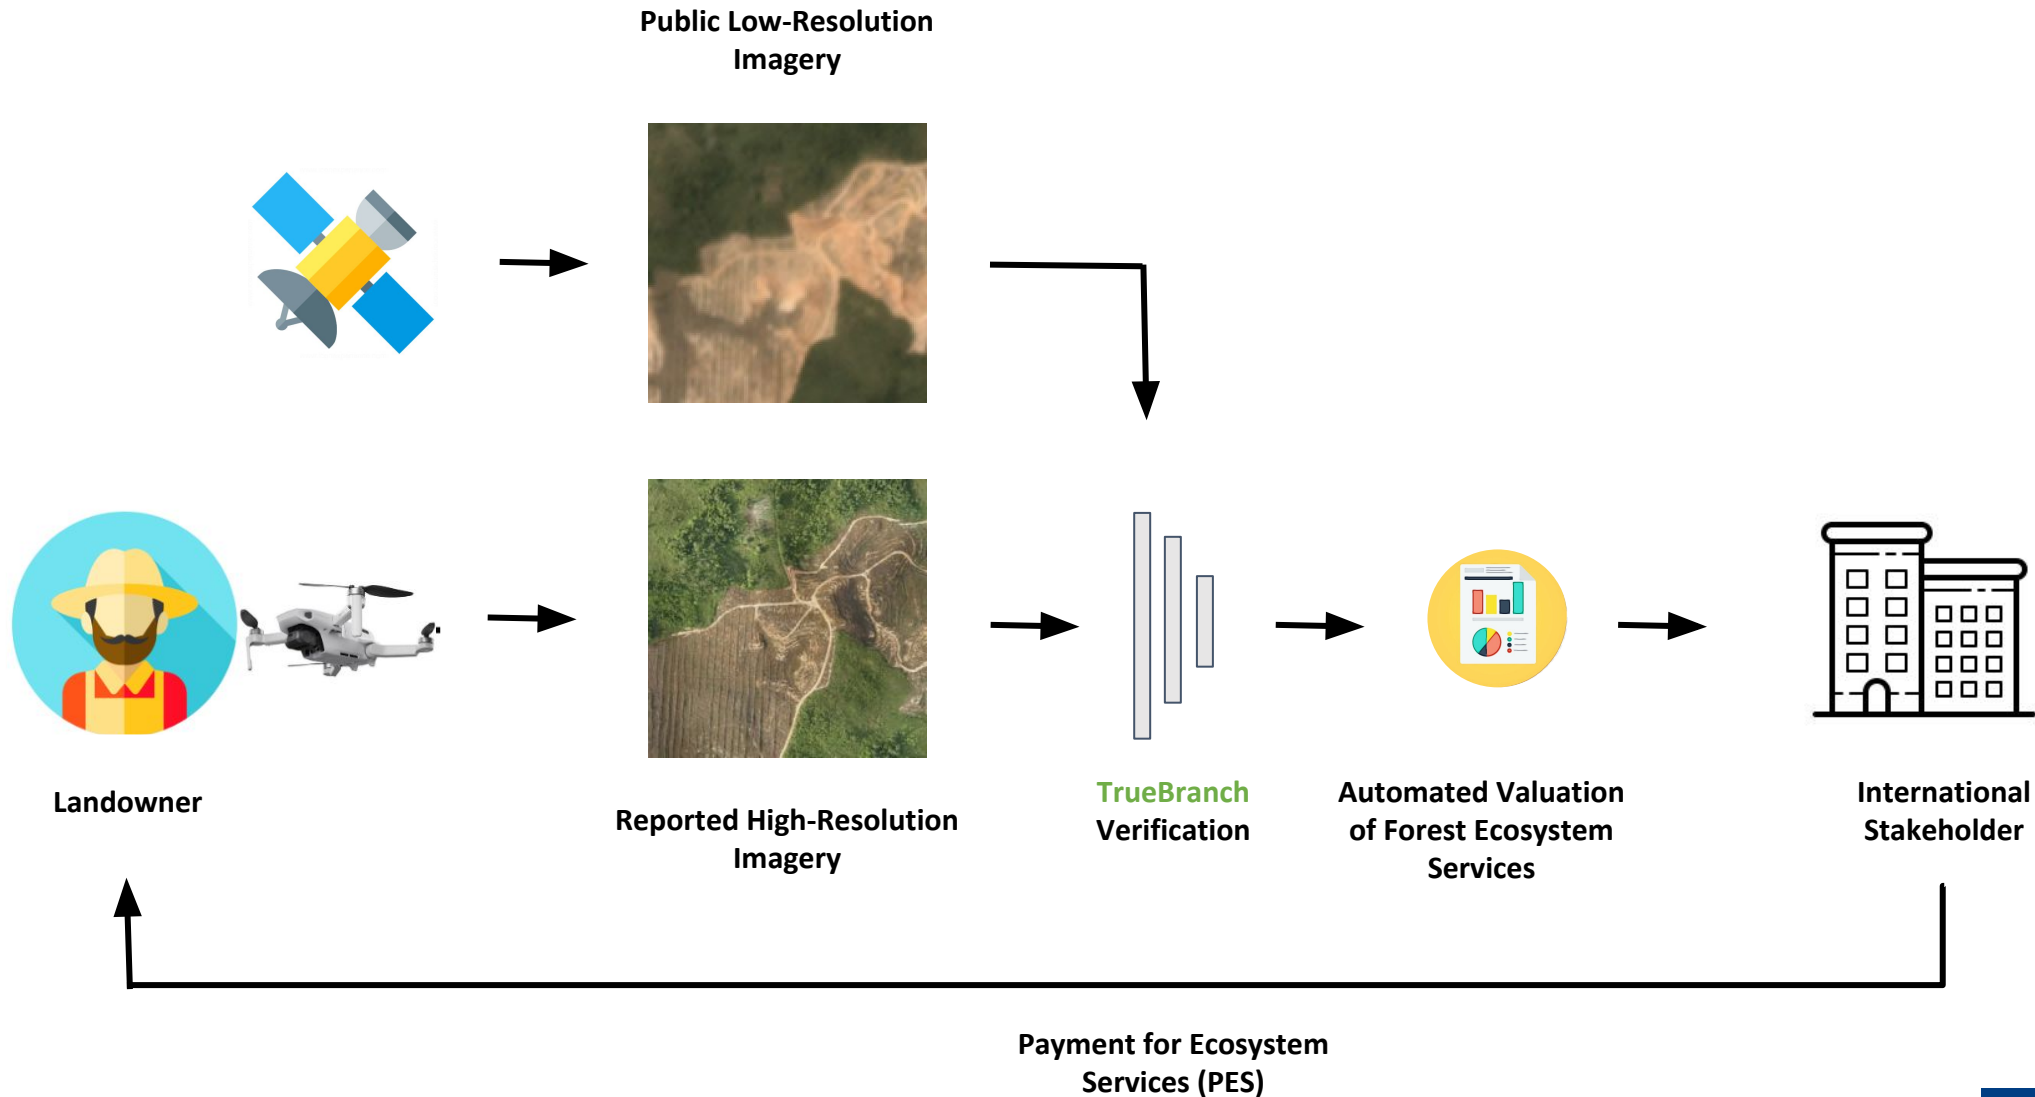 Public Low-Resolution
Imagery
Landowner
Reported High-Resolution
Imagery
TrueBranch
Verification
Automated Valuation
of Forest Ecosystem
Services
International
Stakeholder
Payment for Ecosystem
Services (PES)